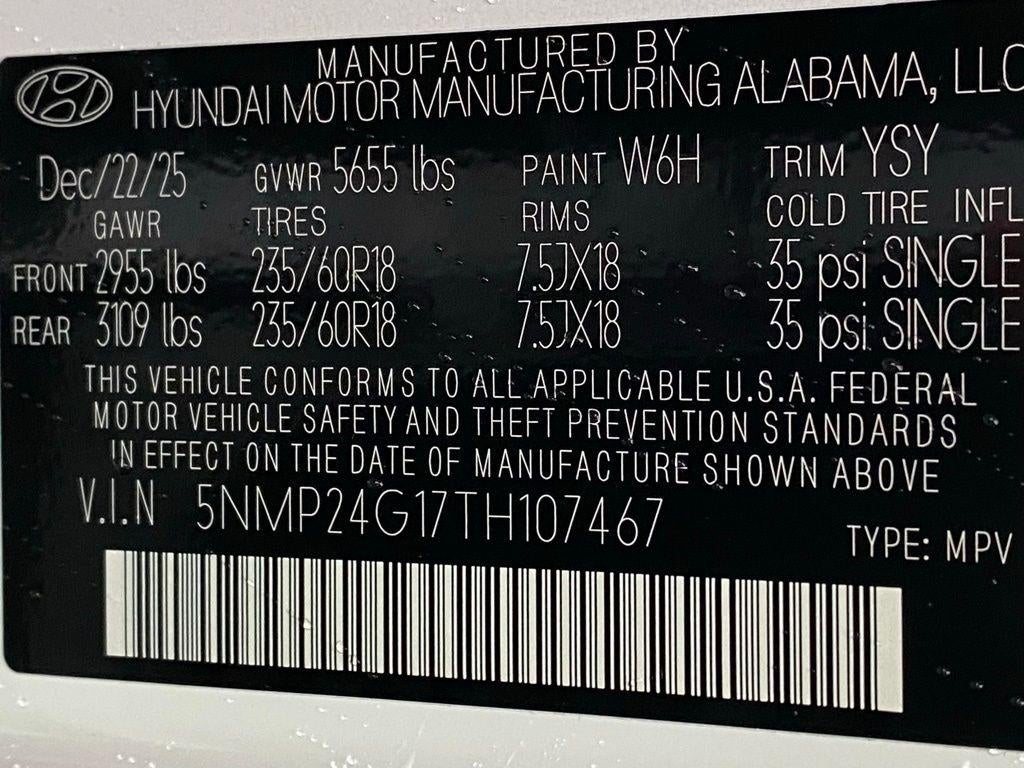 MANUFACTURED BY
HYUNDAI MOTOR MANUFACTURING ALABAMA, LLC
Dec/22/25 GVWR 5655 lbs PAINT W6H TRIM YSY
GAWR TIRES RIMS COLD TIRE INFL
FRONT 2955 lbs 235/60R18 7.5JX18 35 psi SINGLE
REAR 3109 lbs 235/60R18 7.5JX18 35 psi SINGLE
THIS VEHICLE CONFORMS TO ALL APPLICABLE U.S.A. FEDERAL
MOTOR VEHICLE SAFETY AND THEFT PREVENTION STANDARDS
IN EFFECT ON THE DATE OF MANUFACTURE SHOWN ABOVE
V.I.N 5NMP24G17TH107467
TYPE: MPV